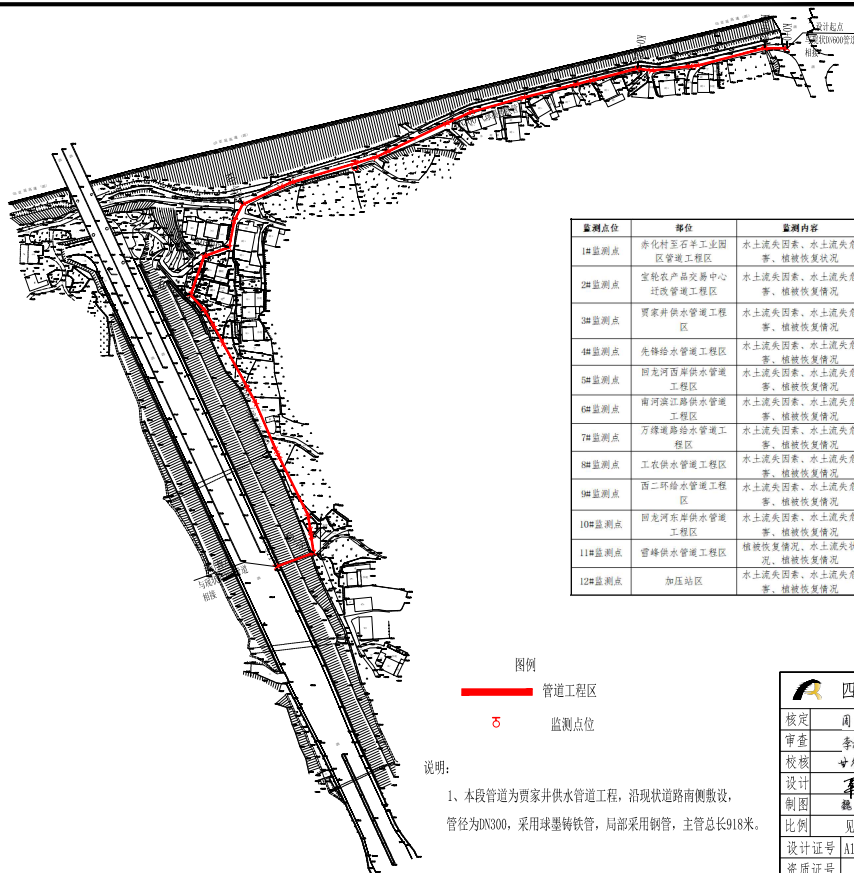 设计起点
DN600管道
相接
K0+0
监测点位 部位 监测内容
1#监测点 赤化村至石羊工业园区管道工程区 水土流失因素、水土流失危害、植被恢复状况
2#监测点 宝轮农产品交易中心迁改管道工程区 水土流失因素、水土流失危害、植被恢复情况
3#监测点 贾家井供水管道工程区 水土流失因素、水土流失危害、植被恢复情况
4#监测点 先锋给水管道工程区 水土流失因素、水土流失危害、植被恢复情况
5#监测点 回龙河西岸供水管道工程区 水土流失因素、水土流失危害、植被恢复情况
6#监测点 南河滨江路供水管道工程区 水土流失因素、水土流失危害、植被恢复情况
7#监测点 万缘道路给水管道工程区 水土流失因素、水土流失危害、植被恢复情况
8#监测点 工农供水管道工程区 水土流失因素、水土流失危害、植被恢复情况
9#监测点 西二环给水管道工程区 水土流失因素、水土流失危害、植被恢复情况
10#监测点 回龙河东岸供水管道工程区 水土流失因素、水土流失危害、植被恢复情况
11#监测点 雪峰供水管道工程区 植被恢复情况、水土流失状况、植被恢复情况
12#监测点 加压站区 水土流失因素、水土流失危害、植被恢复情况
与现 道
相接
图例
管道工程区
监测点位
说明:
1、本段管道为贾家井供水管道工程，沿现状道路南侧敷设，
管径为DN300，采用球墨铸铁管，局部采用钢管，主管总长918米。
四
核定
审查 李
校核
设计
制图 魏
比例 见
设计证号 A1
资质证号